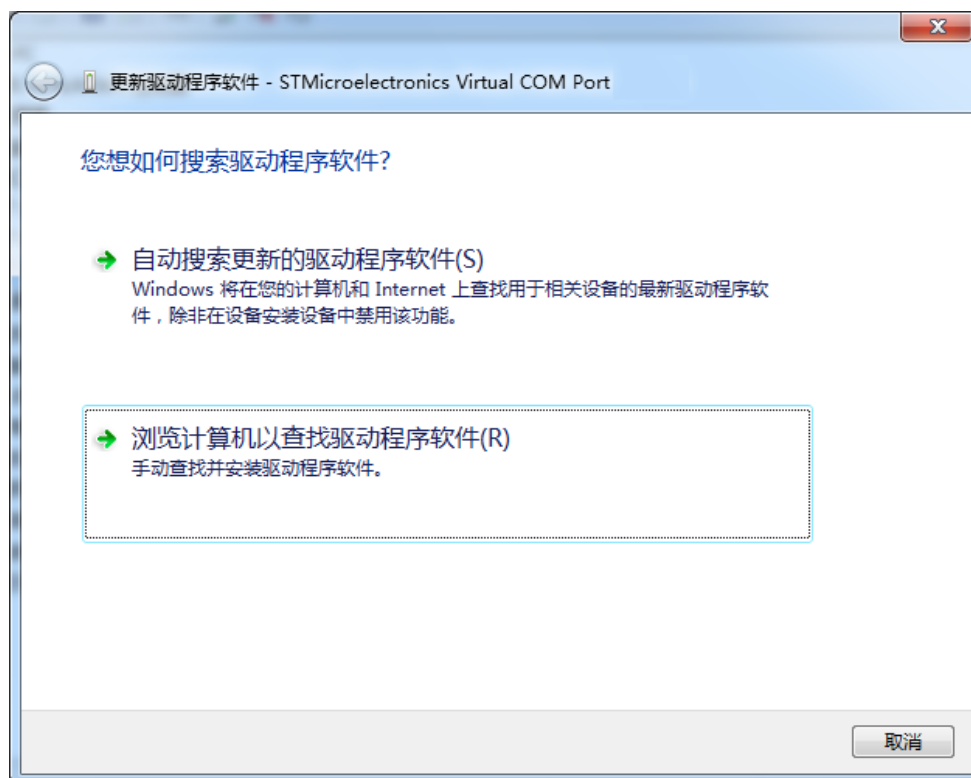 更新驱动程序软件 - STMicroelectronics Virtual COM Port
您想如何搜索驱动程序软件?
自动搜索更新的驱动程序软件(S)
Windows 将在您的计算机和 Internet 上查找用于相关设备的最新驱动程序软
件，除非在设备安装设备中禁用该功能。
浏览计算机以查找驱动程序软件(R)
手动查找并安装驱动程序软件。
取消